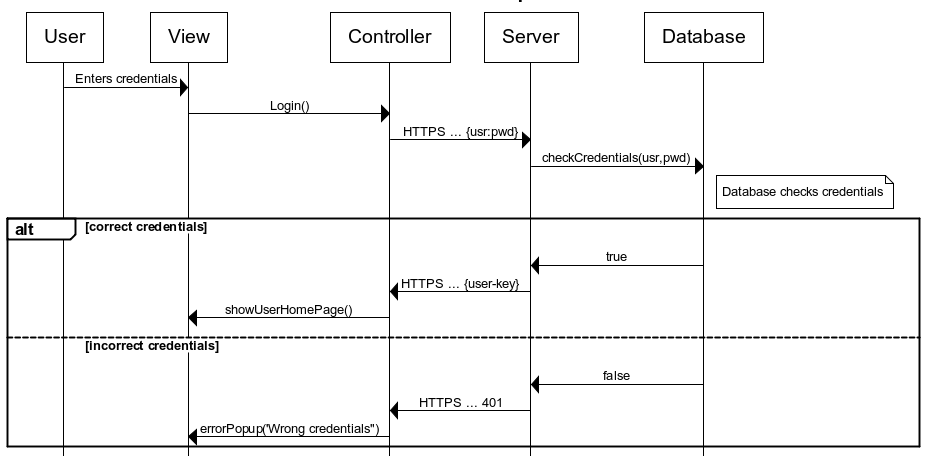 User
View
Controller
Server
Database
Enters credentials
Login()
HTTPS ... {usr:pwd}
checkCredentials(usr,pwd)
Database checks credentials
alt
[correct credentials]
true
HTTPS ... {user-key}
showUserHomePage()
[incorrect credentials]
false
HTTPS ... 401
errorPopup("Wrong credentials")